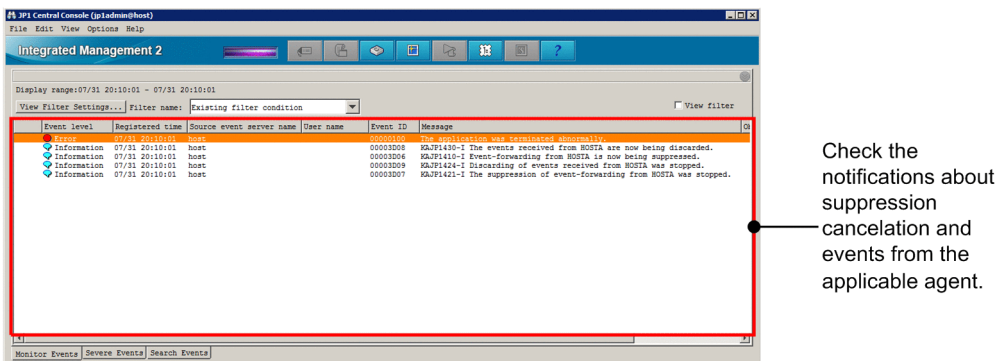 JP1 Central Console (jp1admin@host)
File Edit View Options Help
Integrated Management 2
?
Display range:07/31 20:10:01 - 07/31 20:10:01
View Filter Settings... Filter name: Existing filter condition View filter
Event level Registered time Source event server name User name Event ID Message Ob
Error 07/31 20:10:01 host 00000100 The application was terminated abnormally.
Information 07/31 20:10:01 host 00003D08 KAJP1430-I The events received from HOSTA are now being discarded.
Information 07/31 20:10:01 host 00003D06 KAJP1410-I Event-forwarding from HOSTA is now being suppressed.
Information 07/31 20:10:01 host 00003D09 KAJP1424-I Discarding of events received from HOSTA was stopped.
Information 07/31 20:10:01 host 00003D07 KAJP1421-I The suppression of event-forwarding from HOSTA was stopped.
Monitor Events Severe Events Search Events
Check the
notifications about
suppression
cancelation and
events from the
applicable agent.